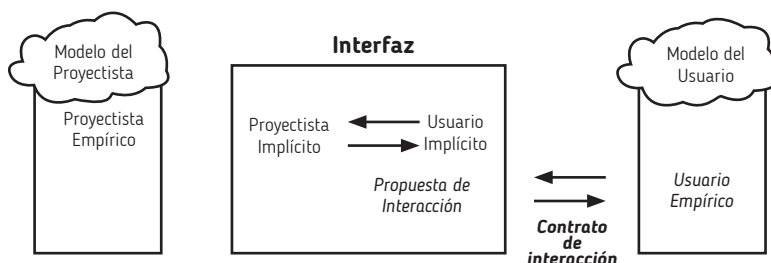 Modelo del
Proyectista
Proyectista
Empírico
Interfaz
Proyectista
Implícito
Usuario
Implícito
Propuesta de
Interacción
Contrato
de
interacción
Modelo del
Usuario
Usuario
Empírico